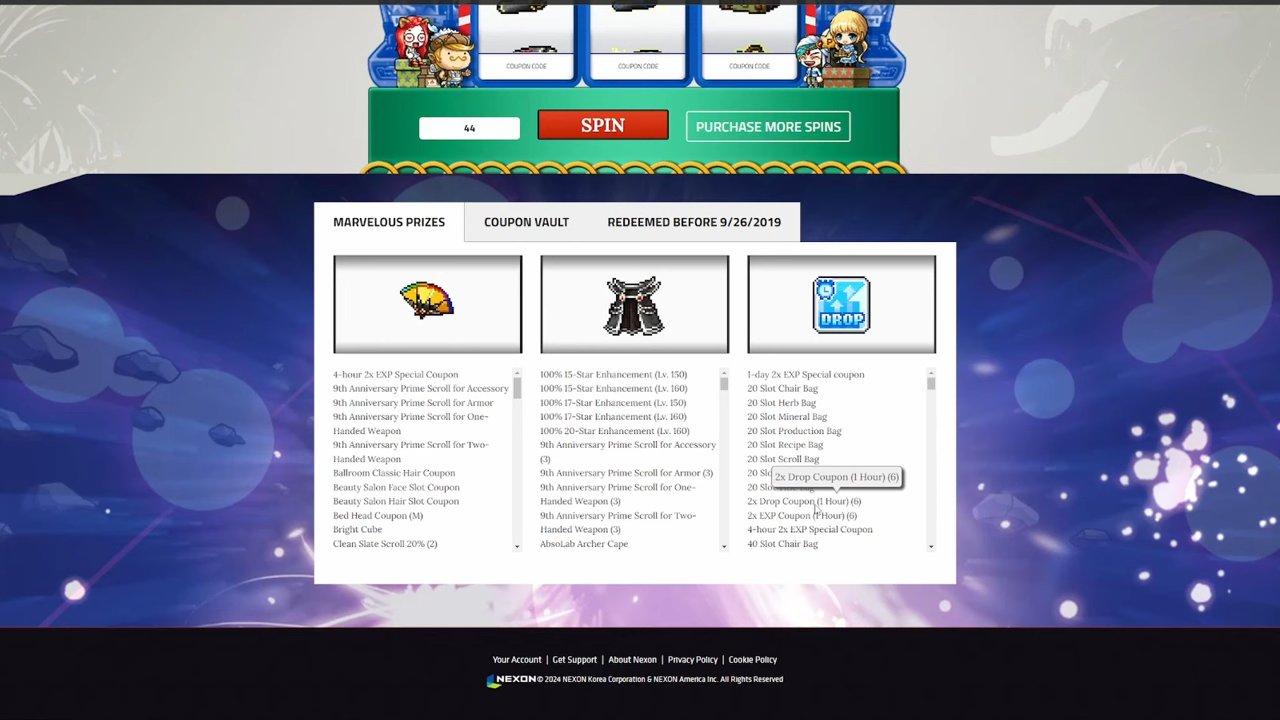 COUPON CODE
COUPON CODE
COUPON CODE
44
SPIN
PURCHASE MORE SPINS
MARVELOUS PRIZES
COUPON VAULT
REDEEMED BEFORE 9/26/2019
DROP
4-hour 2x EXP Special Coupon
9th Anniversary Prime Scroll for Accessory
9th Anniversary Prime Scroll for Armor
9th Anniversary Prime Scroll for One-
Handed Weapon
9th Anniversary Prime Scroll for Two-
Handed Weapon
Ballroom Classic Hair Coupon
Beauty Salon Face Slot Coupon
Beauty Salon Hair Slot Coupon
Bed Head Coupon (M)
Bright Cube
Clean Slate Scroll 20% (2)
100% 15-Star Enhancement (Lv. 150)
100% 15-Star Enhancement (Lv. 160)
100% 17-Star Enhancement (Lv. 150)
100% 17-Star Enhancement (Lv. 160)
100% 20-Star Enhancement (Lv. 160)
9th Anniversary Prime Scroll for Accessory
(3)
9th Anniversary Prime Scroll for Armor (3)
9th Anniversary Prime Scroll for One-
Handed Weapon (3)
9th Anniversary Prime Scroll for Two-
Handed Weapon (3)
AbsoLab Archer Cape
1-day 2x EXP Special coupon
20 Slot Chair Bag
20 Slot Herb Bag
20 Slot Mineral Bag
20 Slot Production Bag
20 Slot Recipe Bag
20 Slot Scroll Bag
2x Drop Coupon (1 Hour) (6)
2x Drop Coupon (1 Hour) (6)
2x EXP Coupon (1 Hour) (6)
4-hour 2x EXP Special Coupon
40 Slot Chair Bag
Your Account | Get Support | About Nexon | Privacy Policy | Cookie Policy
NEXON © 2024 NEXON Korea Corporation & NEXON America Inc. All Rights Reserved